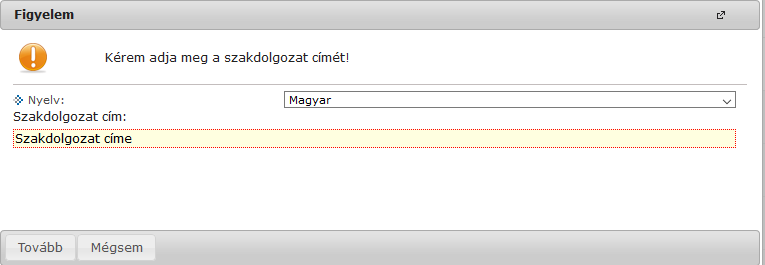 Figyelem
Kérem adja meg a szakdolgozat címét!
Nyelv:
Magyar
Szakdolgozat cím:
Szakdolgozat címe
Tovább
Mégsem